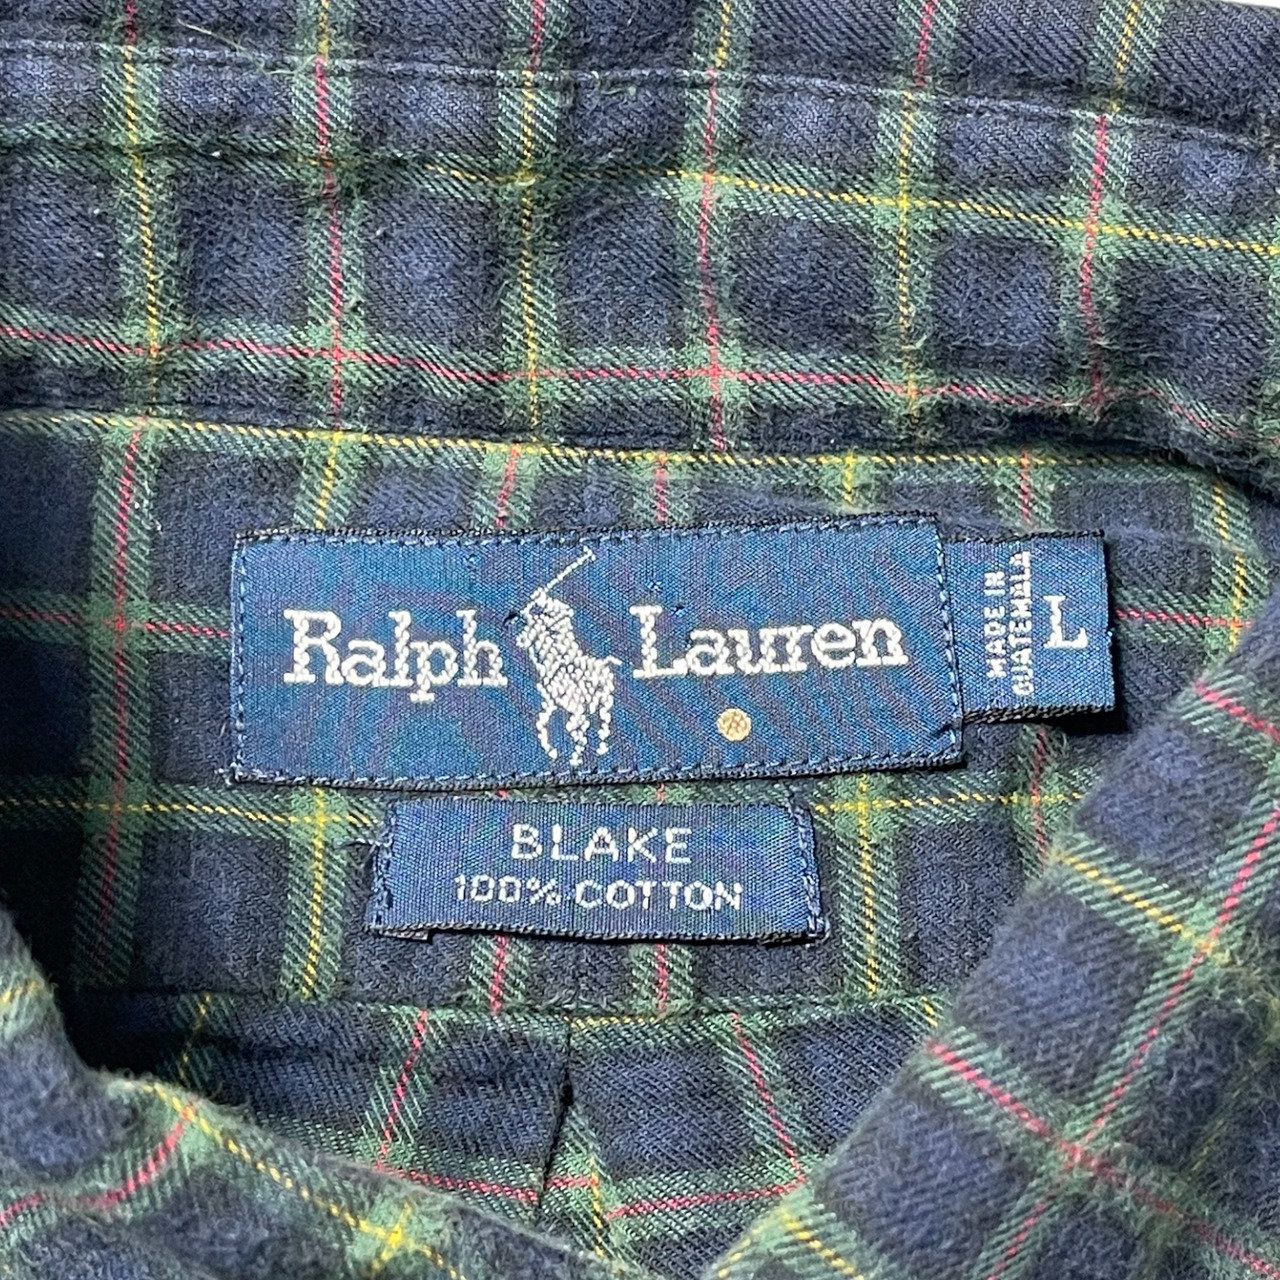 Ralph Lauren
MADE IN
GUATEMALA
L
BLAKE
100% COTTON